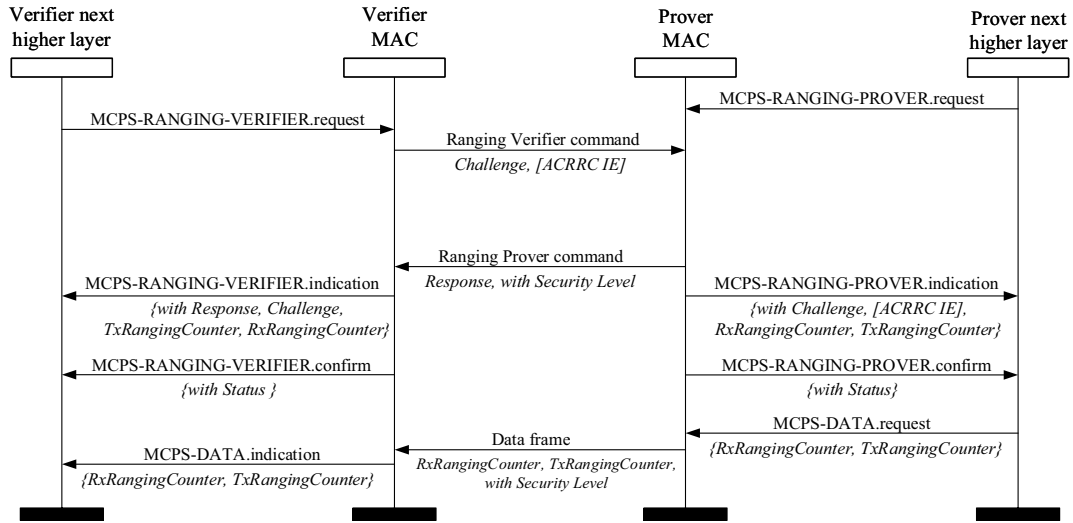 Verifier next
higher layer
Verifier
MAC
Prover
MAC
Prover next
higher layer
MCPS-RANGING-PROVER.request
MCPS-RANGING-VERIFIER.request
Ranging Verifier command
Challenge, [ACRRC IE]
Ranging Prover command
Response, with Security Level
MCPS-RANGING-VERIFIER.indication
{with Response, Challenge,
TxRangingCounter, RxRangingCounter}
MCPS-RANGING-PROVER.indication
{with Challenge, [ACRRC IE],
RxRangingCounter, TxRangingCounter}
MCPS-RANGING-VERIFIER.confirm
{with Status }
MCPS-RANGING-PROVER.confirm
{with Status}
MCPS-DATA.request
{RxRangingCounter, TxRangingCounter}
Data frame
RxRangingCounter, TxRangingCounter,
with Security Level
MCPS-DATA.indication
{RxRangingCounter, TxRangingCounter}